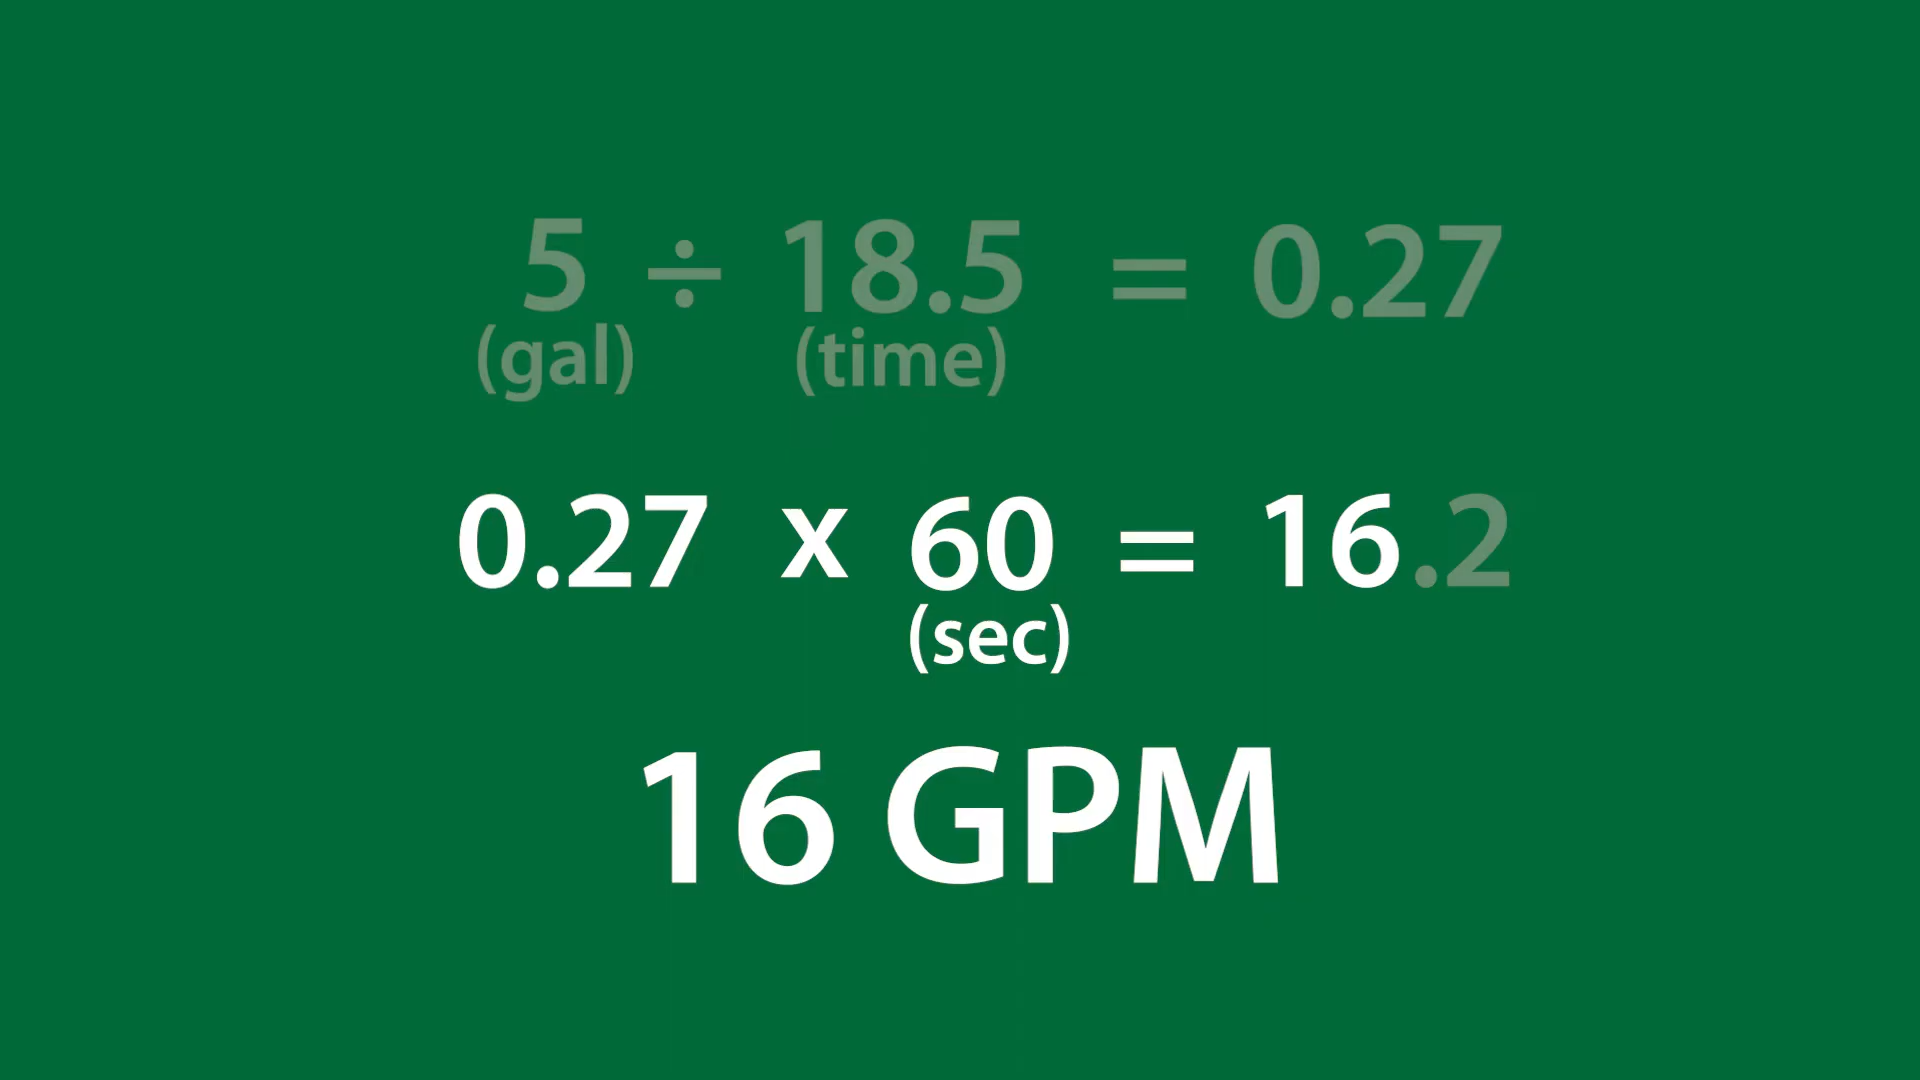 5 ÷ 18.5 = 0.27
(gal) (time)
0.27 x 60 = 16.2
(sec)
16 GPM